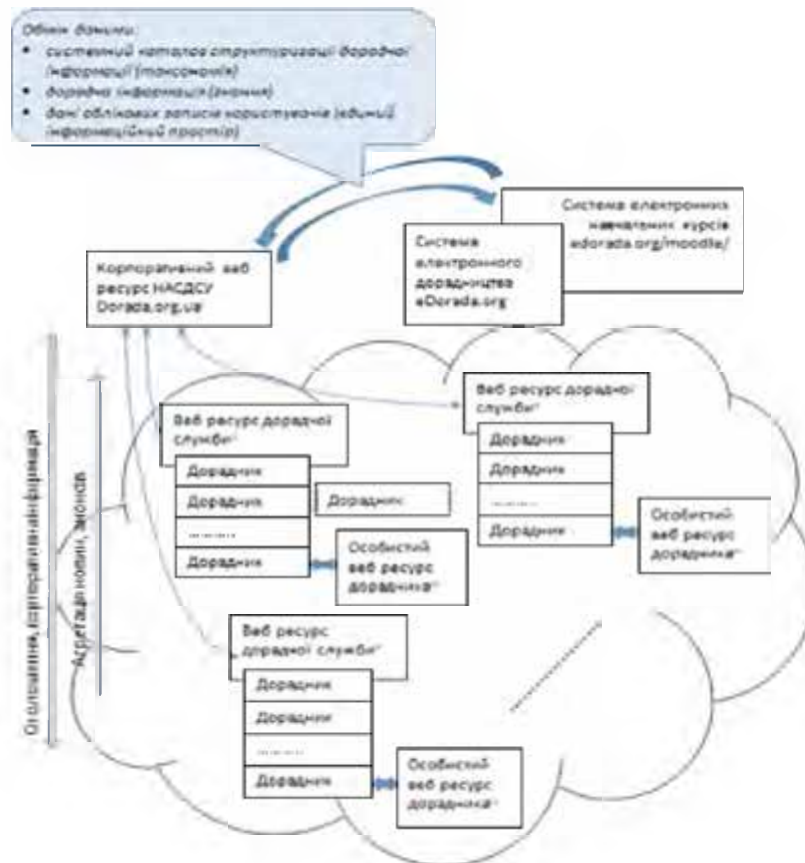 Обмін даними:
• системний каталог структуризації дорадчої
інформації (таксономія)
• дорадча інформація (знання)
• дані облікових записів користувачів (єдиний
інформаційний простір)
Система електронних
навчальних курсів
edorada.org/moodle/
Система
електронного
дорадництва
eDorada.org
Корпоративний веб
ресурс НАСДСУ
Dorada.org.ua
Оголошення, корпоративна інформація
Агрегація новин, анонсів
Веб ресурс дорадчої
служби
Дорадник
Дорадник
..........
Дорадник
Веб ресурс дорадчої
служби
Дорадник
Дорадник
Дорадник
..........
Дорадник
Особистий
веб ресурс
дорадника
Особистий
веб ресурс
дорадника
Веб ресурс
дорадчої служби
Дорадник
Дорадник
..........
Дорадник
Особистий
веб ресурс
дорадника